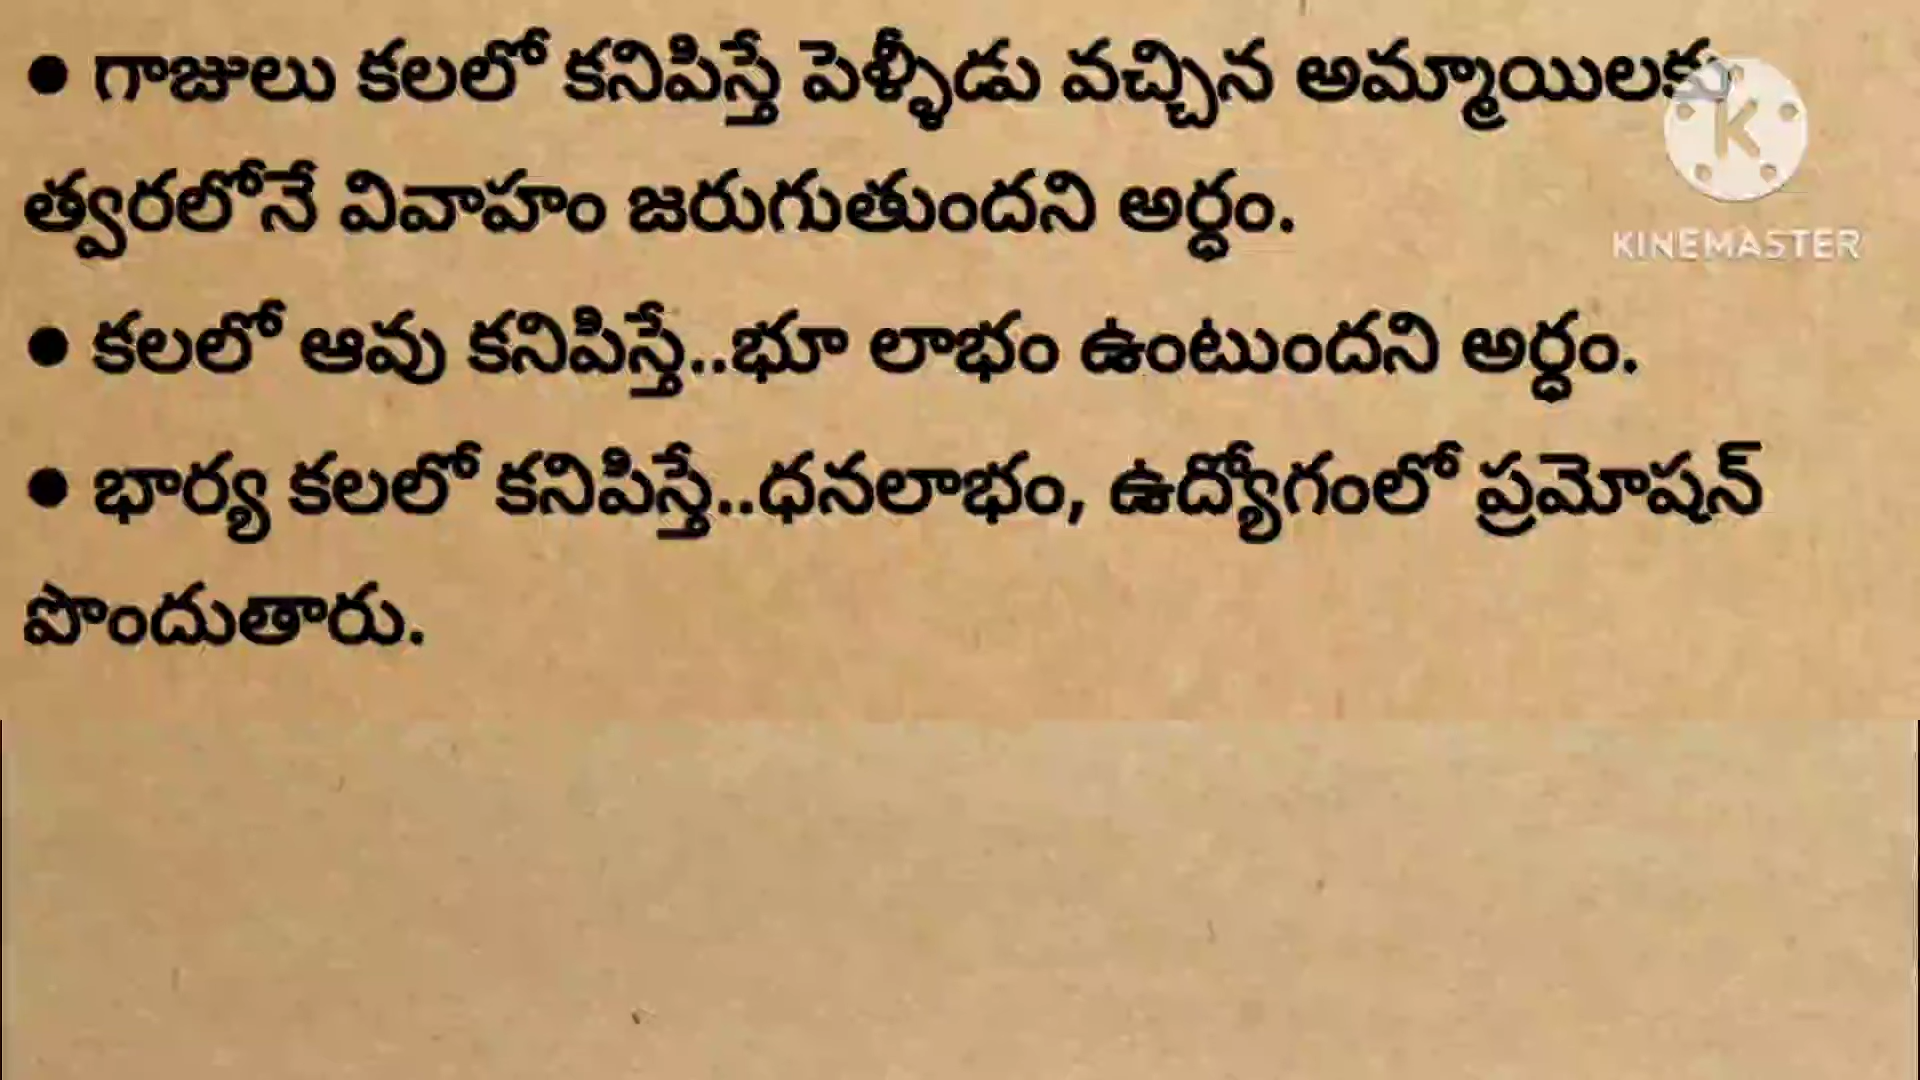 ● గాజులు కలలో కనిపిస్తే పెళ్ళీడు వచ్చిన అమ్మాయిలకు
త్వరలోనే వివాహం జరుగుతుందని అర్ధం.
● కలలో ఆవు కనిపిస్తే..భూ లాభం ఉంటుందని అర్ధం.
● భార్య కలలో కనిపిస్తే..ధనలాభం, ఉద్యోగంలో ప్రమోషన్
పొందుతారు.
K
KINEMASTER